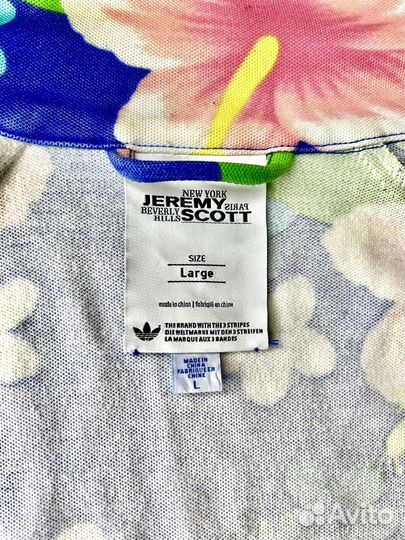 NEW YORK
JEREMY PARIS
BEVERLY SCOTT
HILLS
SIZE
Large
made in china | fabriqué en chine
THE BRAND WITH THE 3 STRIPES
DIE WELTMARKE MIT DEN 3 STREIFEN
LA MARQUE AUX 3 BANDES
MADE IN
CHINA
FABRIQUE EN
CHINE
L
Avito